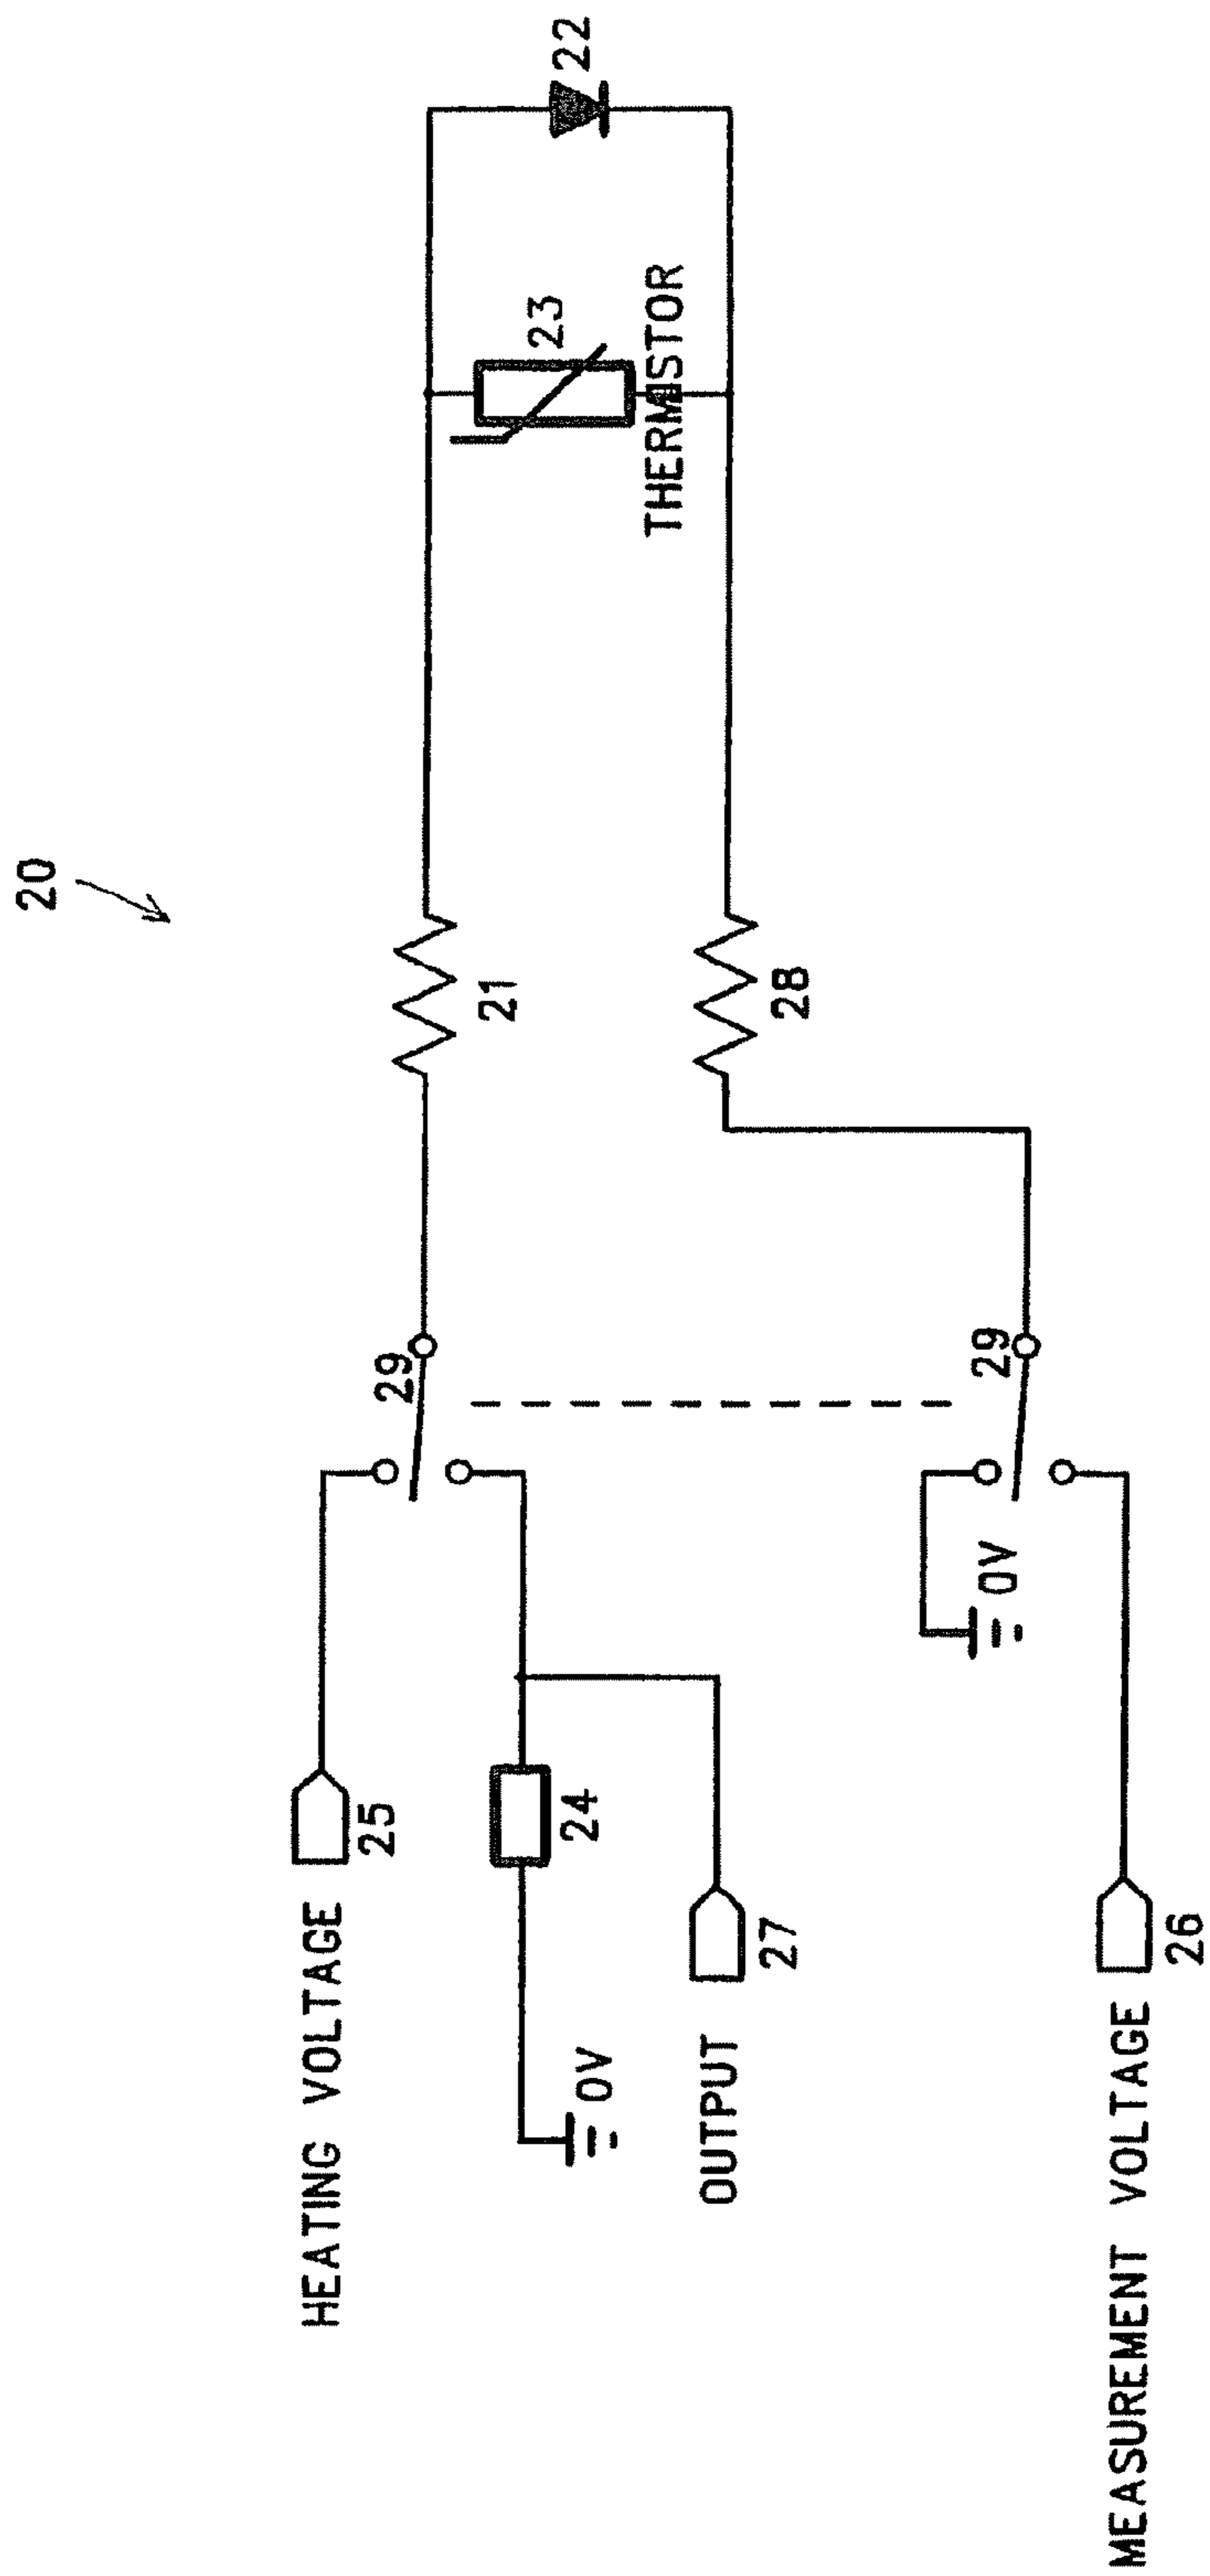 20
HEATING VOLTAGE
25
29
21
23
22
24
0V
THERMISTOR
OUTPUT
27
28
29
0V
MEASUREMENT VOLTAGE
26